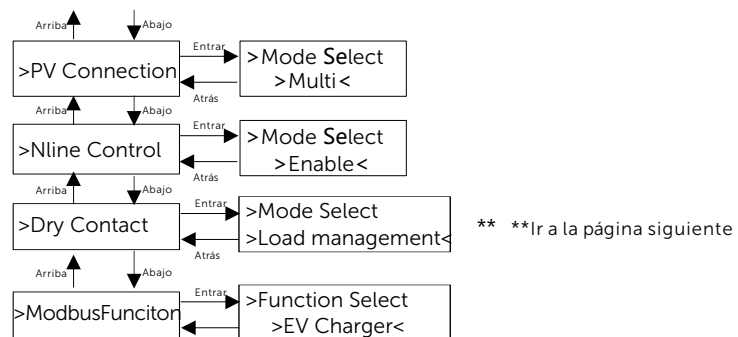 Arriba Abajo
>PV Connection
Entrar
Atrás
>Mode Select
>Multi<
Arriba Abajo
>Nline Control
Entrar
Atrás
>Mode Select
>Enable<
Arriba Abajo
>Dry Contact
Entrar
Atrás
>Mode Select
>Load management<
** **Ir a la página siguiente
Arriba Abajo
>ModbusFunciton
Entrar
>Function Select
>EV Charger<